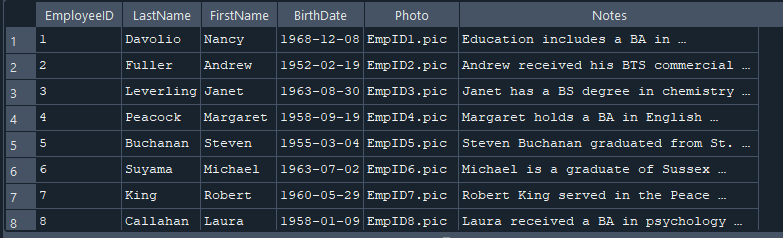 EmployeeID LastName FirstName BirthDate Photo Notes
1 1 Davolio Nancy 1968-12-08 EmpID1.pic Education includes a BA in …
2 2 Fuller Andrew 1952-02-19 EmpID2.pic Andrew received his BTS commercial …
3 3 Leverling Janet 1963-08-30 EmpID3.pic Janet has a BS degree in chemistry …
4 4 Peacock Margaret 1958-09-19 EmpID4.pic Margaret holds a BA in English …
5 5 Buchanan Steven 1955-03-04 EmpID5.pic Steven Buchanan graduated from St. …
6 6 Suyama Michael 1963-07-02 EmpID6.pic Michael is a graduate of Sussex …
7 7 King Robert 1960-05-29 EmpID7.pic Robert King served in the Peace …
8 8 Callahan Laura 1958-01-09 EmpID8.pic Laura received a BA in psychology …